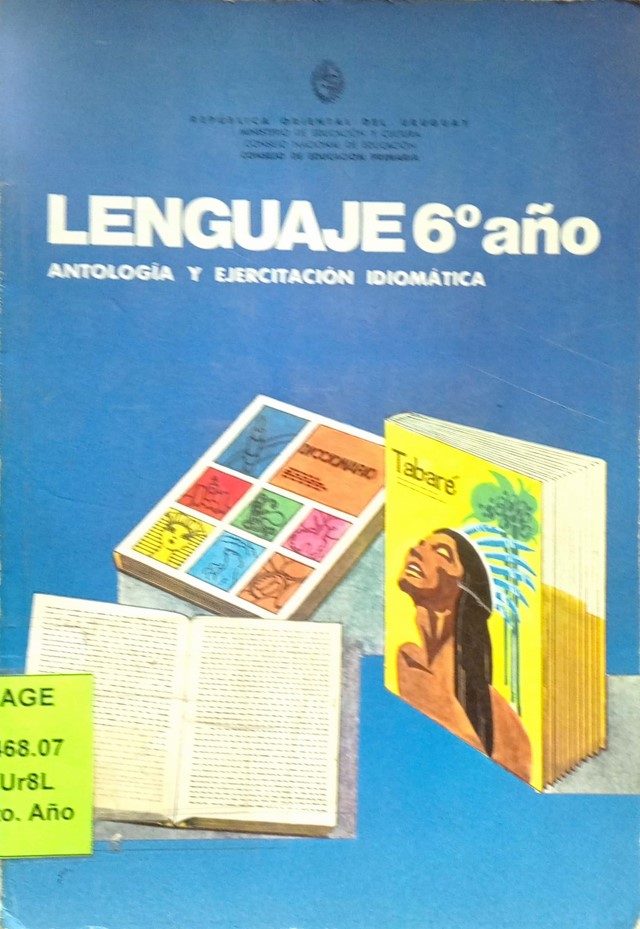 REPÚBLICA ORIENTAL DEL URUGUAY
MINISTERIO DE EDUCACIÓN Y CULTURA
CONSEJO NACIONAL DE EDUCACIÓN
CONSEJO DE EDUCACIÓN PRIMARIA
LENGUAJE 6º año
ANTOLOGÍA Y EJERCITACIÓN IDIOMÁTICA
DICCIONARIO
Tabaré
AGE
468.07
Ur8L
o. Año